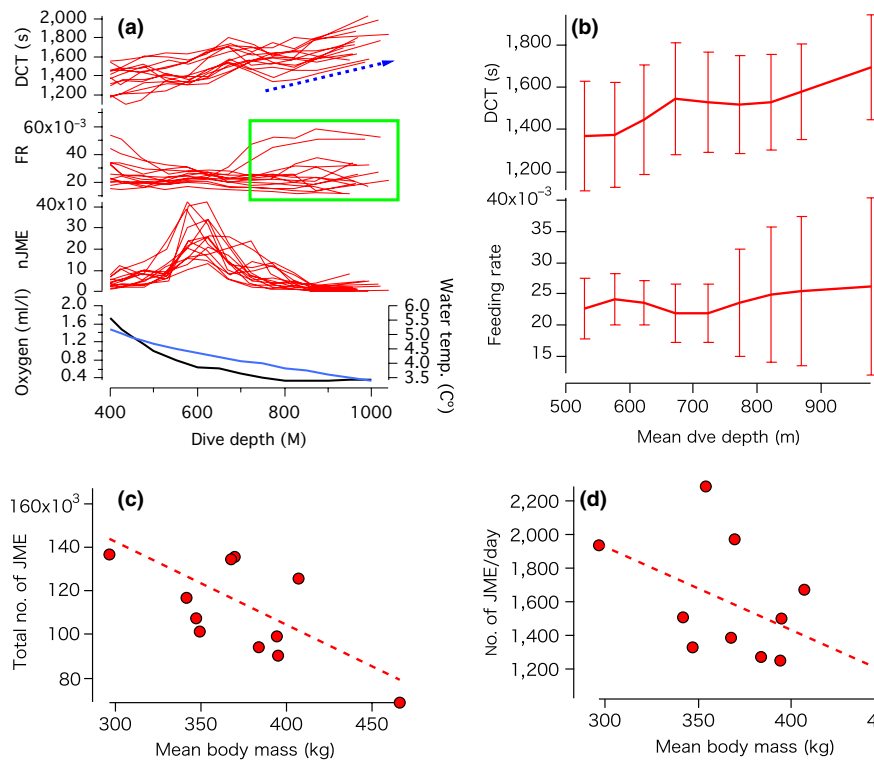 (a)
DCT (s)
2,000
1,800
1,600
1,400
1,200
FR
60x10⁻³
40
20
nJME
40x10
30
20
10
0
Oxygen (ml/l)
2.0
1.6
1.2
0.8
0.4
6.0
5.5
5.0
4.5
4.0
3.5
Water temp. (C°)
400 600 800 1000
Dive depth (M)
(b)
DCT (s)
1,800
1,600
1,400
1,200
Feeding rate
40x10⁻³
35
30
25
20
15
500 600 700 800 900
Mean dve depth (m)
(c)
Total no. of JME
160x10³
140
120
100
80
300 350 400 450
Mean body mass (kg)
(d)
No. of JME/day
2,200
2,000
1,800
1,600
1,400
1,200
300 350 400 4
Mean body mass (kg)